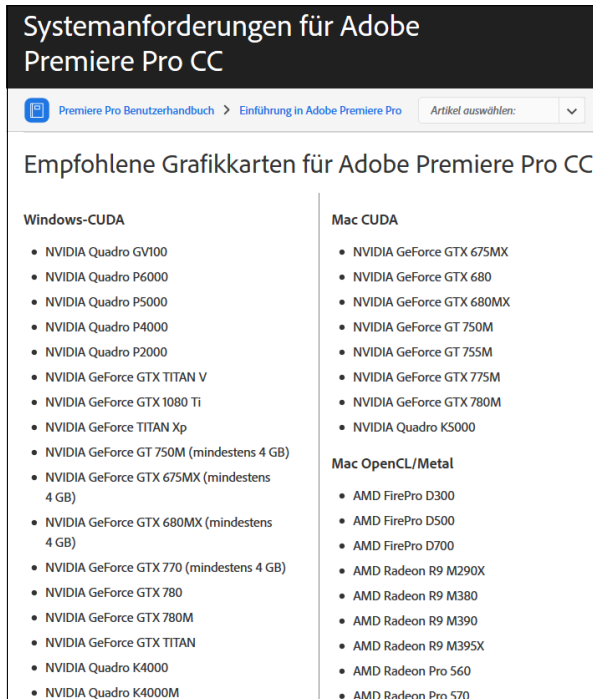 Systemanforderungen für Adobe
Premiere Pro CC
Premiere Pro Benutzerhandbuch > Einführung in Adobe Premiere Pro
Artikel auswählen:
Empfohlene Grafikkarten für Adobe Premiere Pro CC
Windows-CUDA
• NVIDIA Quadro GV100
• NVIDIA Quadro P6000
• NVIDIA Quadro P5000
• NVIDIA Quadro P4000
• NVIDIA Quadro P2000
• NVIDIA GeForce GTX TITAN V
• NVIDIA GeForce GTX 1080 Ti
• NVIDIA GeForce TITAN Xp
• NVIDIA GeForce GT 750M (mindestens 4 GB)
• NVIDIA GeForce GTX 675MX (mindestens
4 GB)
• NVIDIA GeForce GTX 680MX (mindestens
4 GB)
• NVIDIA GeForce GTX 770 (mindestens 4 GB)
• NVIDIA GeForce GTX 780
• NVIDIA GeForce GTX 780M
• NVIDIA GeForce GTX TITAN
• NVIDIA Quadro K4000
• NVIDIA Quadro K4000M
Mac CUDA
• NVIDIA GeForce GTX 675MX
• NVIDIA GeForce GTX 680
• NVIDIA GeForce GTX 680MX
• NVIDIA GeForce GT 750M
• NVIDIA GeForce GT 755M
• NVIDIA GeForce GTX 775M
• NVIDIA GeForce GTX 780M
• NVIDIA Quadro K5000
Mac OpenCL/Metal
• AMD FirePro D300
• AMD FirePro D500
• AMD FirePro D700
• AMD Radeon R9 M290X
• AMD Radeon R9 M380
• AMD Radeon R9 M390
• AMD Radeon R9 M395X
• AMD Radeon Pro 560
• AMD Radeon Pro 570